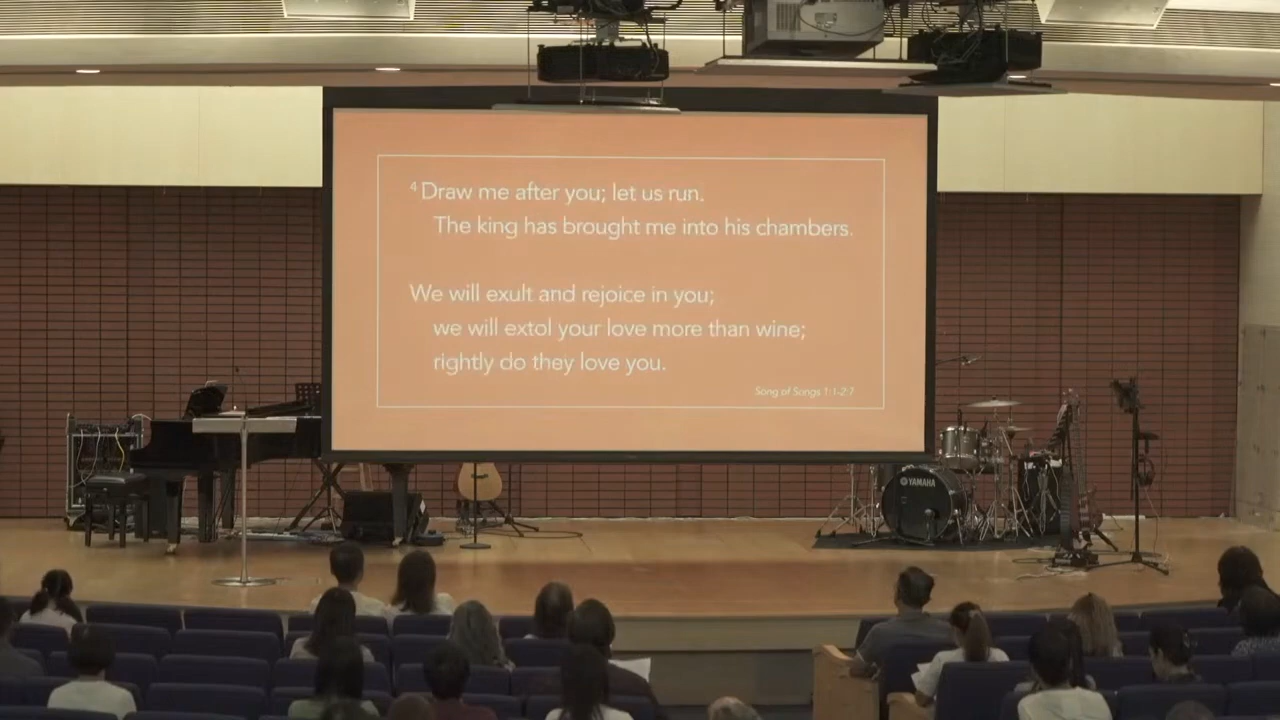 4 Draw me after you; let us run.
The king has brought me into his chambers.
We will exult and rejoice in you;
we will extol your love more than wine;
rightly do they love you.
Song of Songs 1:1-2:7
YAMAHA